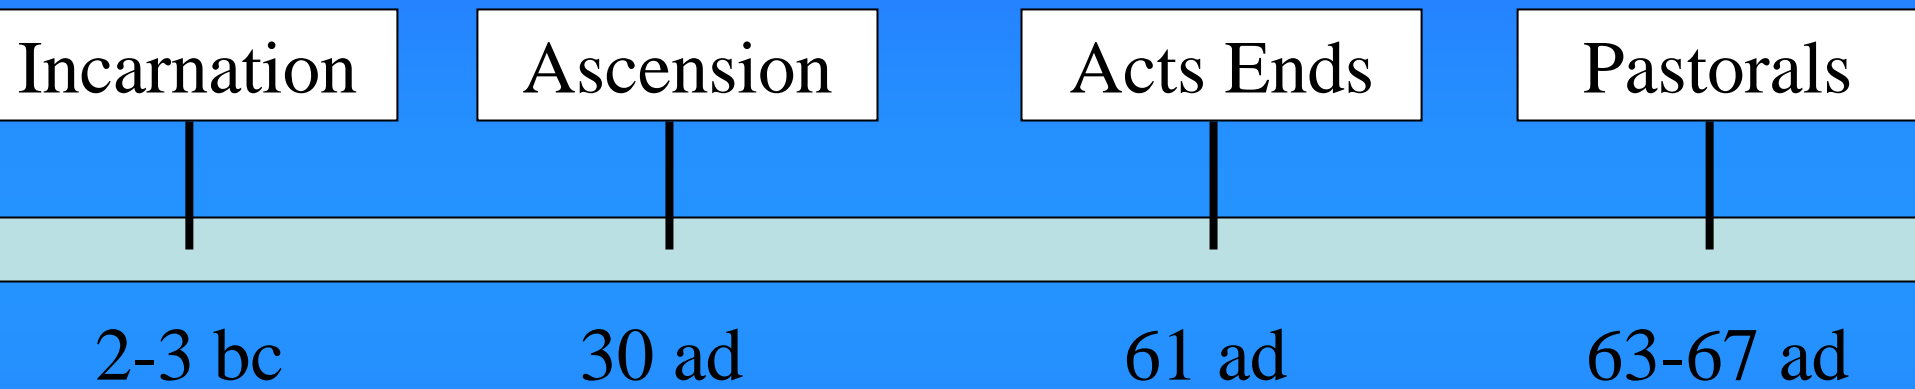 Incarnation Ascension Acts Ends Pastorals
2-3 bc 30 ad 61 ad 63-67 ad